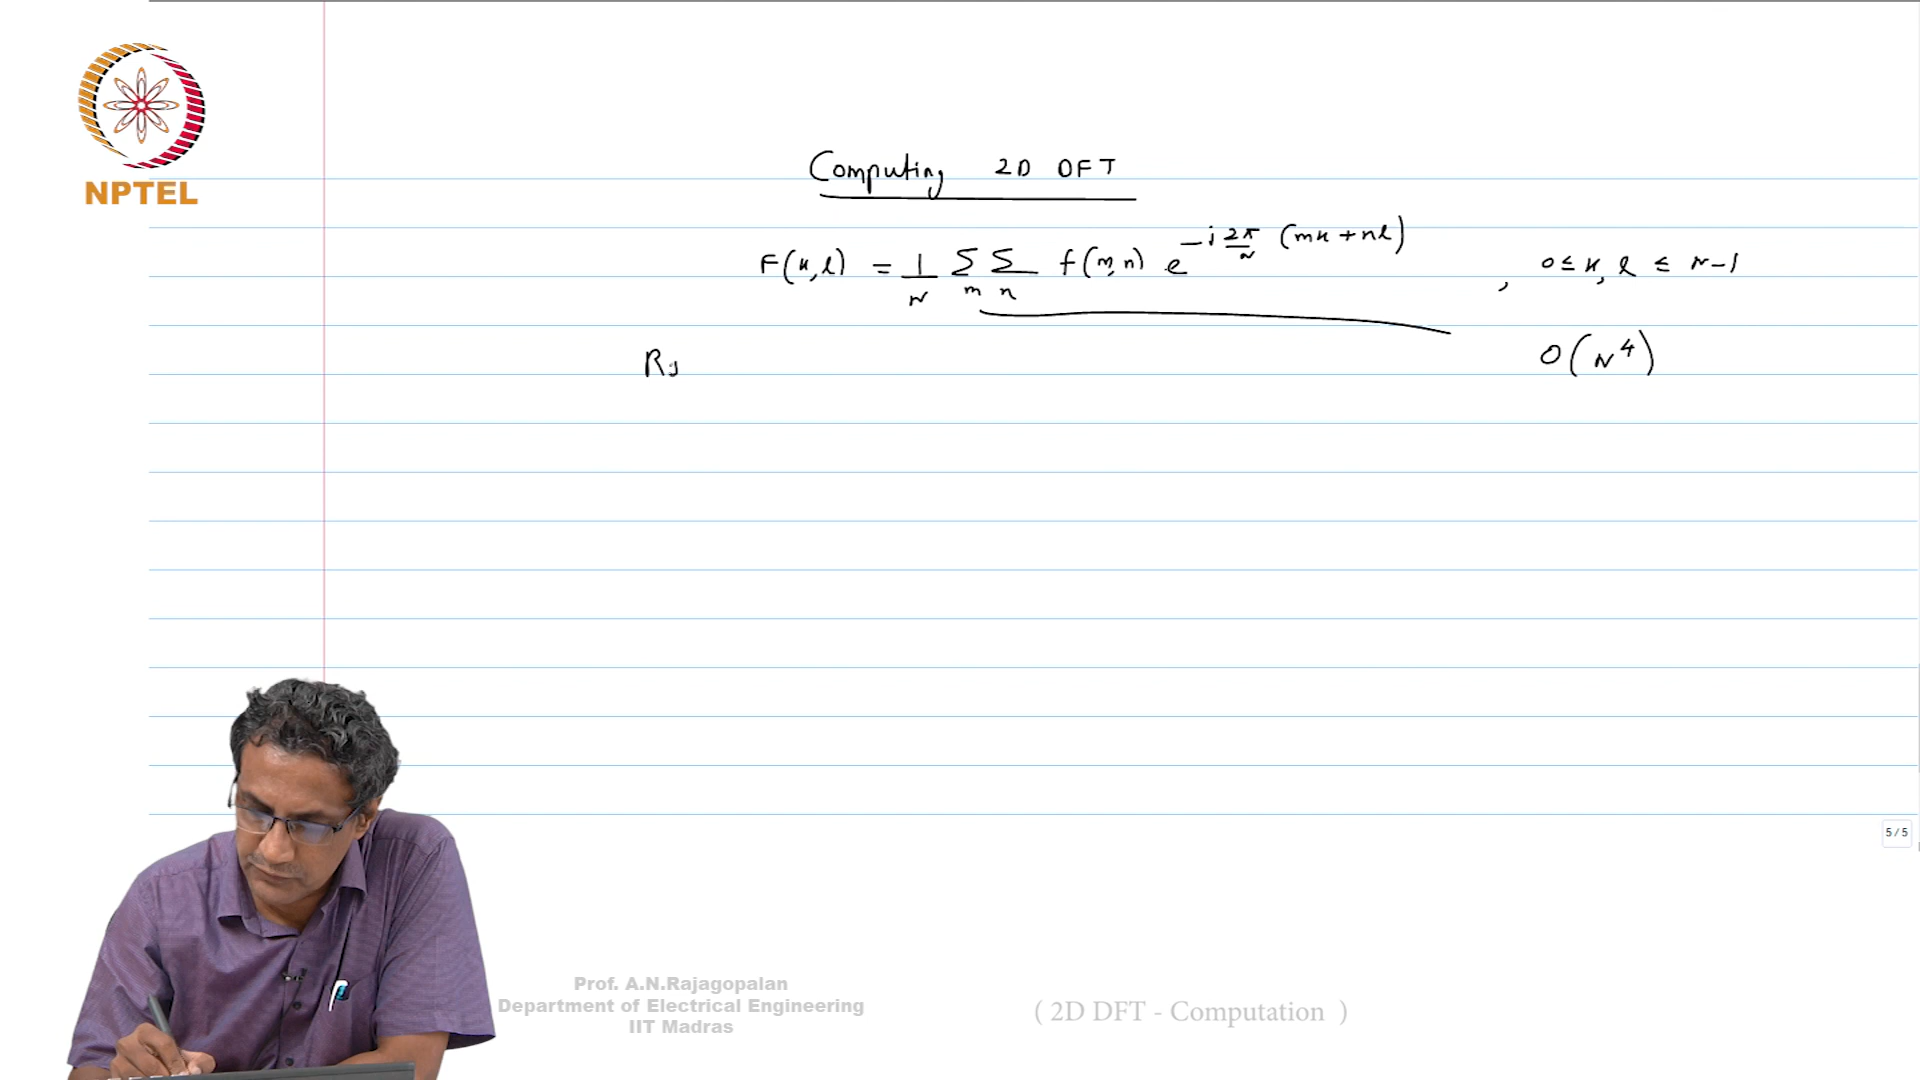 NPTEL
Computing 2D DFT
F(k,l) = 1/N Σ_m Σ_n f(m,n) e^{-i 2π/N (mk+nl)} , 0 ≤ k, l ≤ N-1
O(N^4)
5 / 5
Prof. A.N.Rajagopalan
Department of Electrical Engineering
IIT Madras
( 2D DFT - Computation )